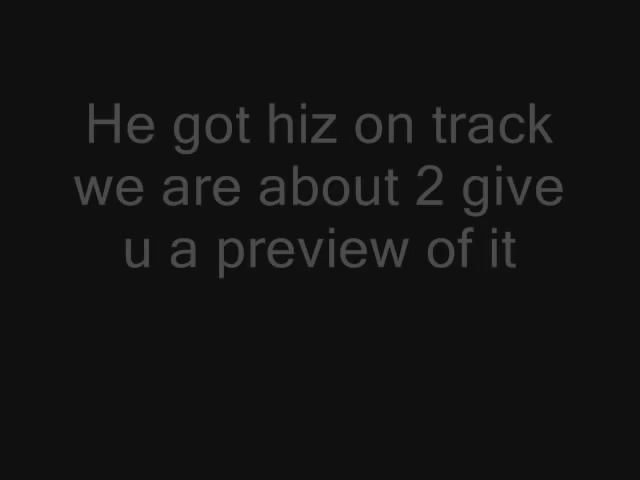 He got hiz on track
we are about 2 give
u a preview of it